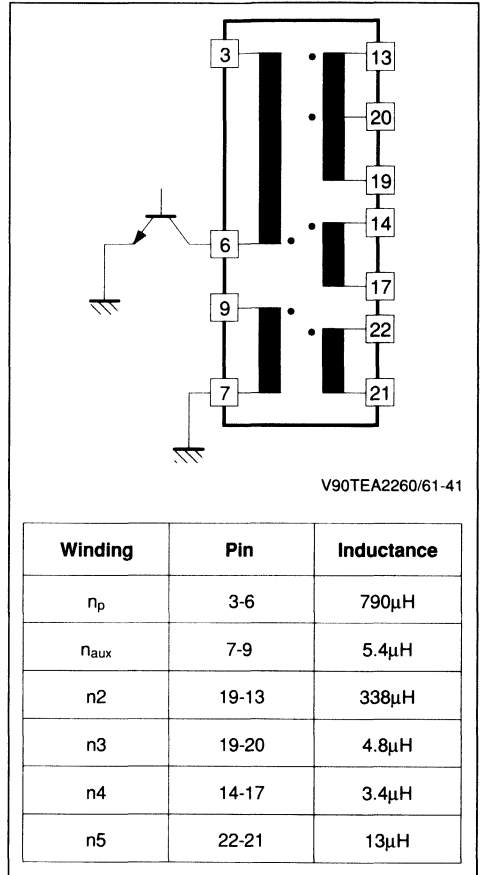 3
13
20
19
6
14
17
9
22
7
21
V90TEA2260/61-41
Winding Pin Inductance
np 3-6 790µH
naux 7-9 5.4µH
n2 19-13 338µH
n3 19-20 4.8µH
n4 14-17 3.4µH
n5 22-21 13µH